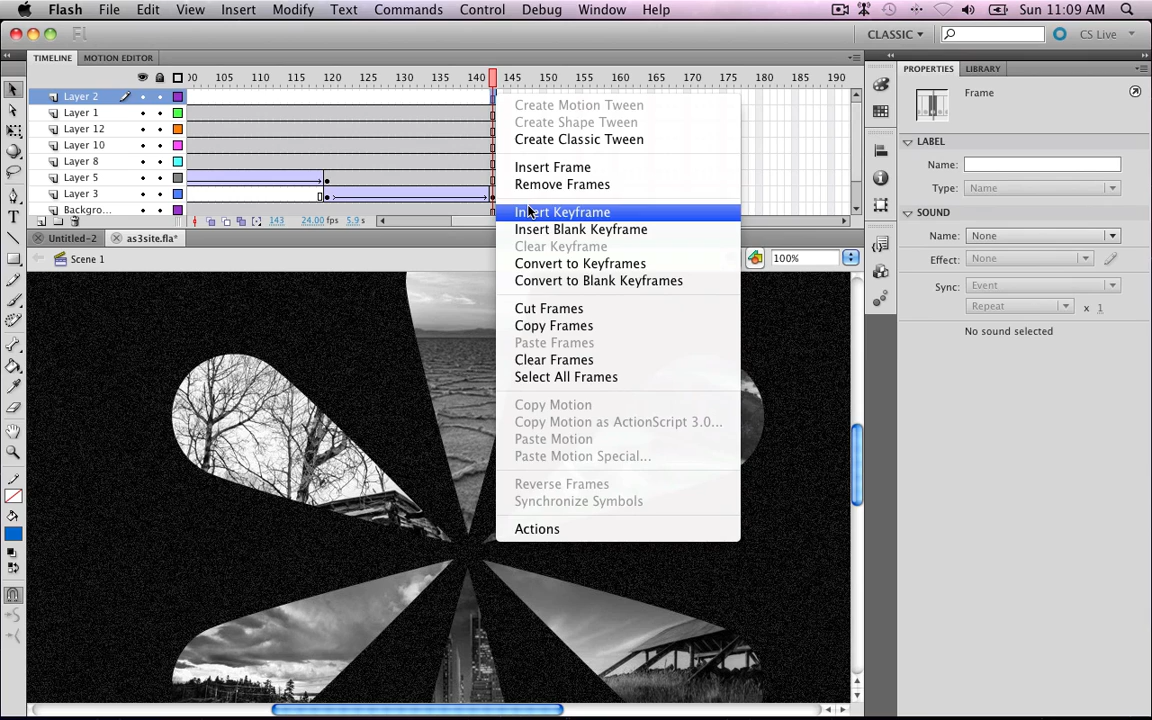 Flash File Edit View Insert Modify Text Commands Control Debug Window Help Sun 11:09 AM
Fl CLASSIC CS Live
TIMELINE MOTION EDITOR
PROPERTIES LIBRARY
00 105 110 115 120 125 130 135 140 145 150 155 160 165 170 175 180 185 190
Frame
Layer 2
Layer 1
Layer 12
Layer 10
Layer 8
Layer 5
Layer 3
Backgro...
143 24.00 fps 5.9 s
Untitled-2 as3site.fla*
Scene 1
100%
Create Motion Tween
Create Shape Tween
Create Classic Tween
Insert Frame
Remove Frames
Insert Keyframe
Insert Blank Keyframe
Clear Keyframe
Convert to Keyframes
Convert to Blank Keyframes
Cut Frames
Copy Frames
Paste Frames
Clear Frames
Select All Frames
Copy Motion
Copy Motion as ActionScript 3.0...
Paste Motion
Paste Motion Special...
Reverse Frames
Synchronize Symbols
Actions
LABEL
Name:
Type: Name
SOUND
Name: None
Effect: None
Sync: Event
Repeat x 1
No sound selected